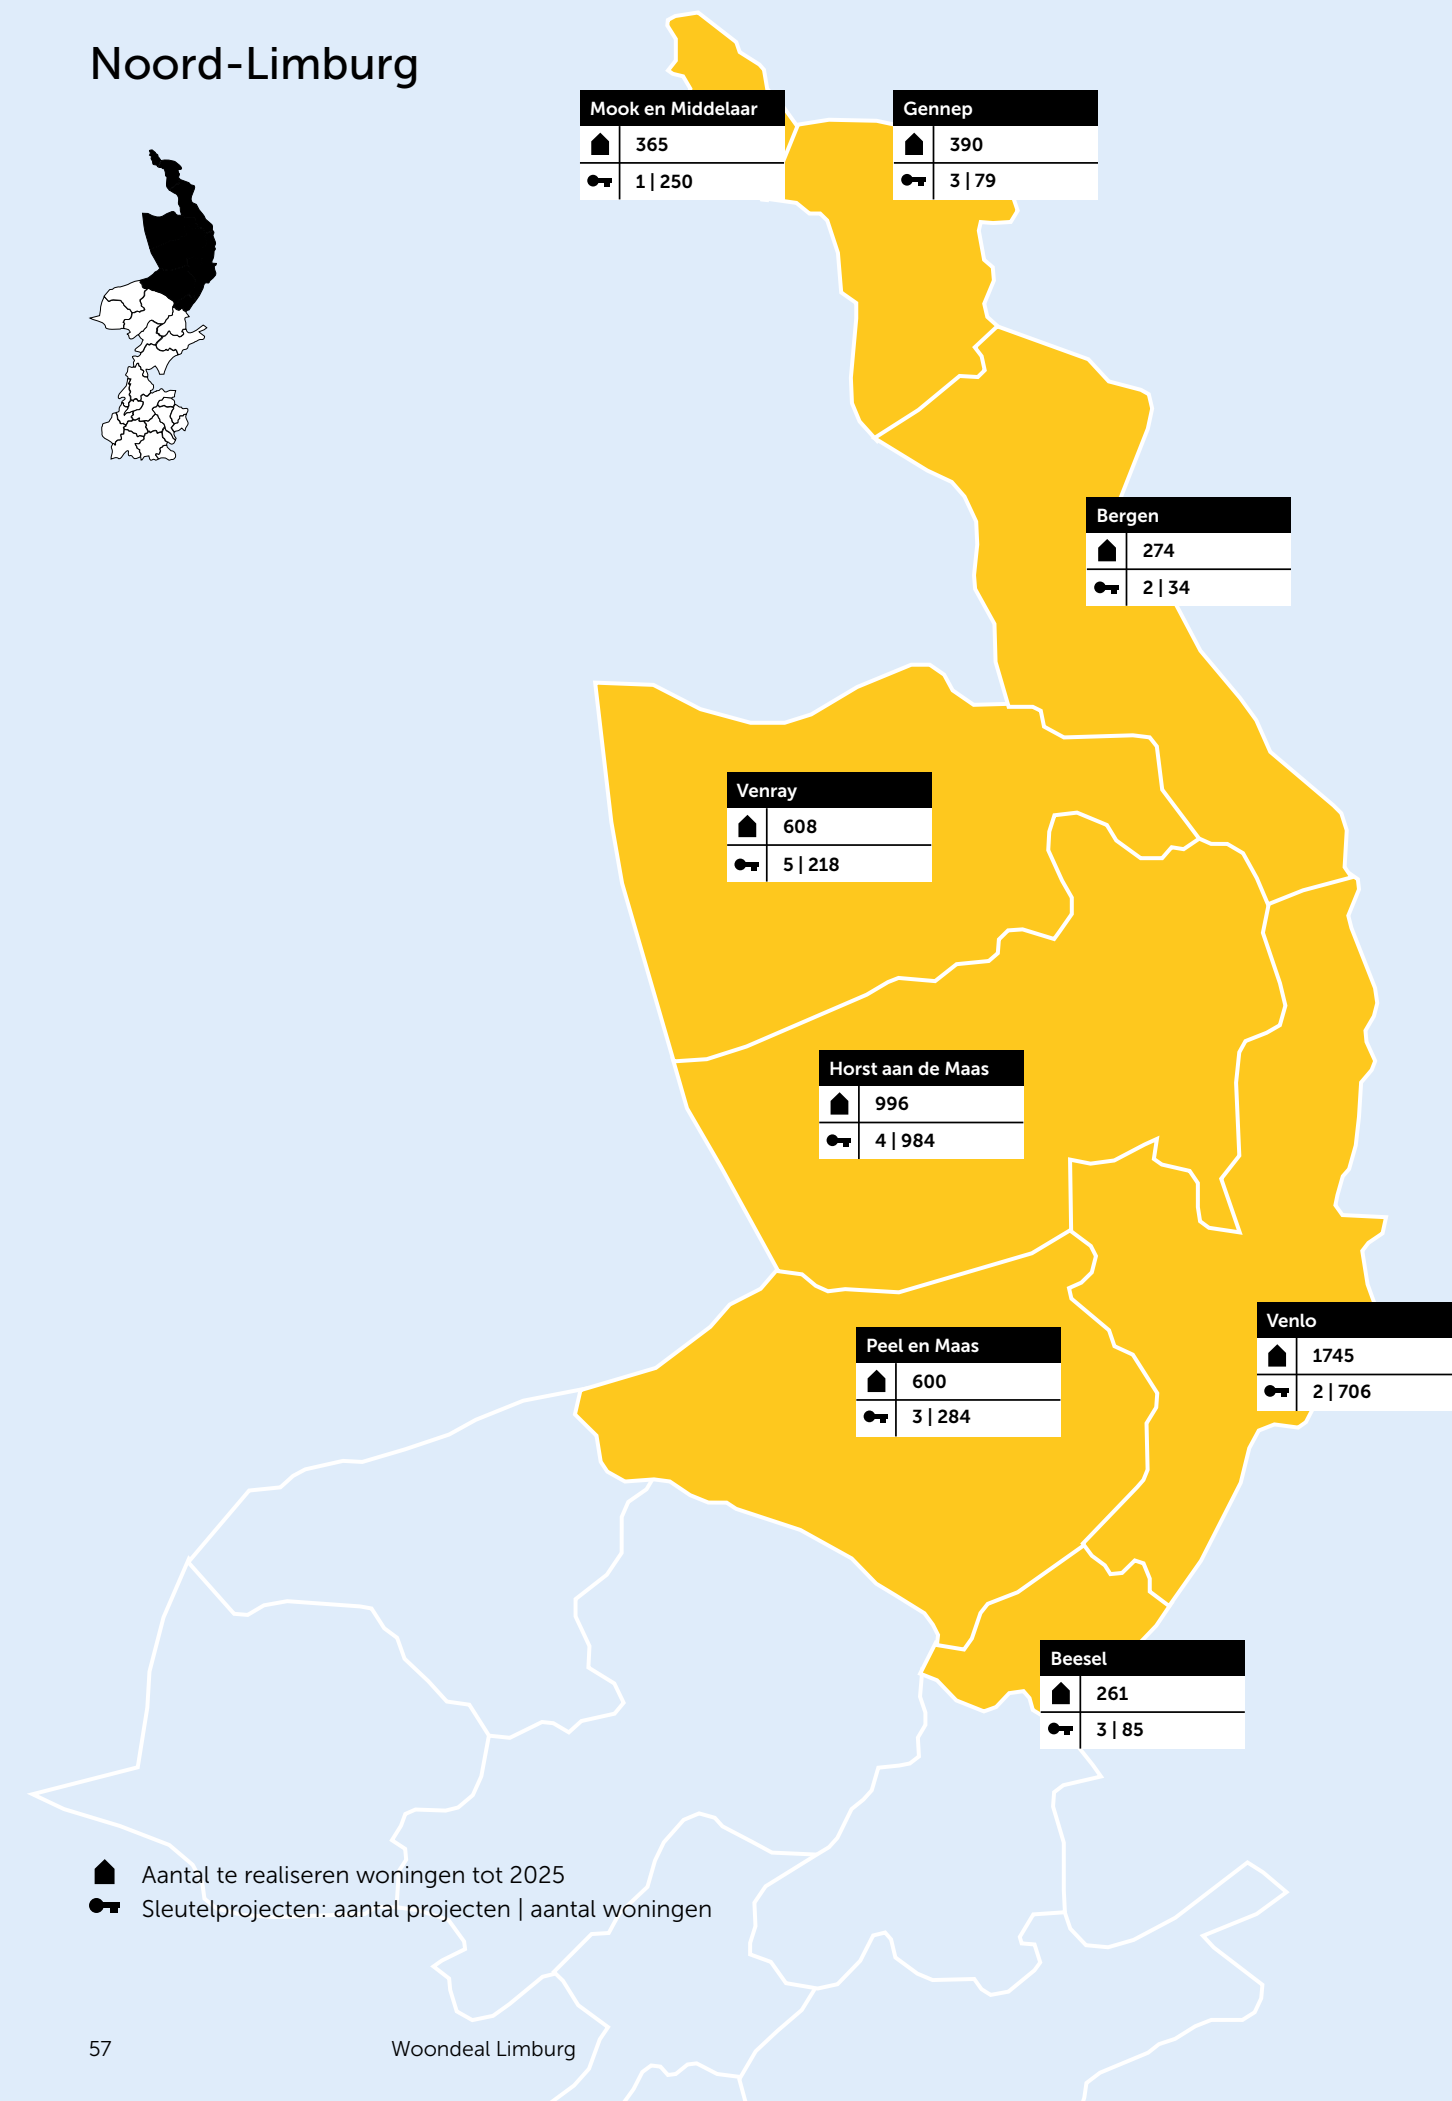 Noord-Limburg
Mook en Middelaar
365
1 | 250
Gennep
390
3 | 79
Bergen
274
2 | 34
Venray
608
5 | 218
Horst aan de Maas
996
4 | 984
Venlo
1745
2 | 706
Peel en Maas
600
3 | 284
Beesel
261
3 | 85
Aantal te realiseren woningen tot 2025
Sleutelprojecten: aantal projecten | aantal woningen
57
Woondeal Limburg